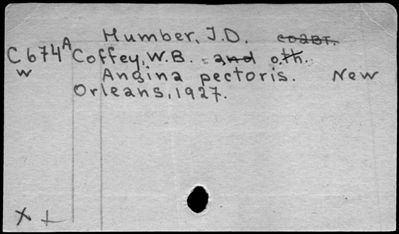 Humber, J.D. coaut.
C674A Coffey, W.B. and oth.
w Angina pectoris. New
Orleans, 1927.
X +